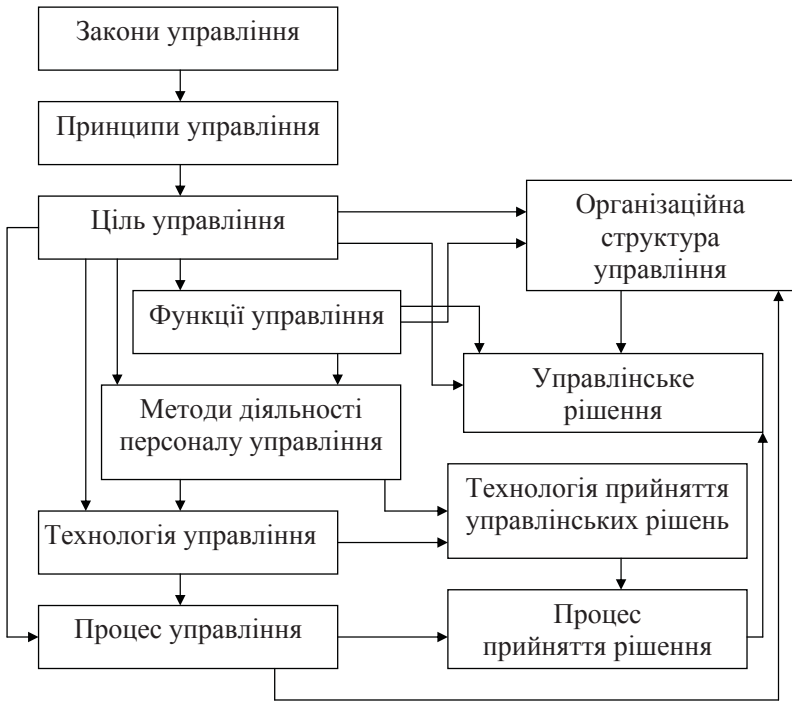 Закони управління
Принципи управління
Ціль управління
Організаційна
структура
управління
Функції управління
Управлінське
рішення
Методи діяльності
персоналу управління
Технологія прийняття
управлінських рішень
Технологія управління
Процес управління
Процес
прийняття рішення